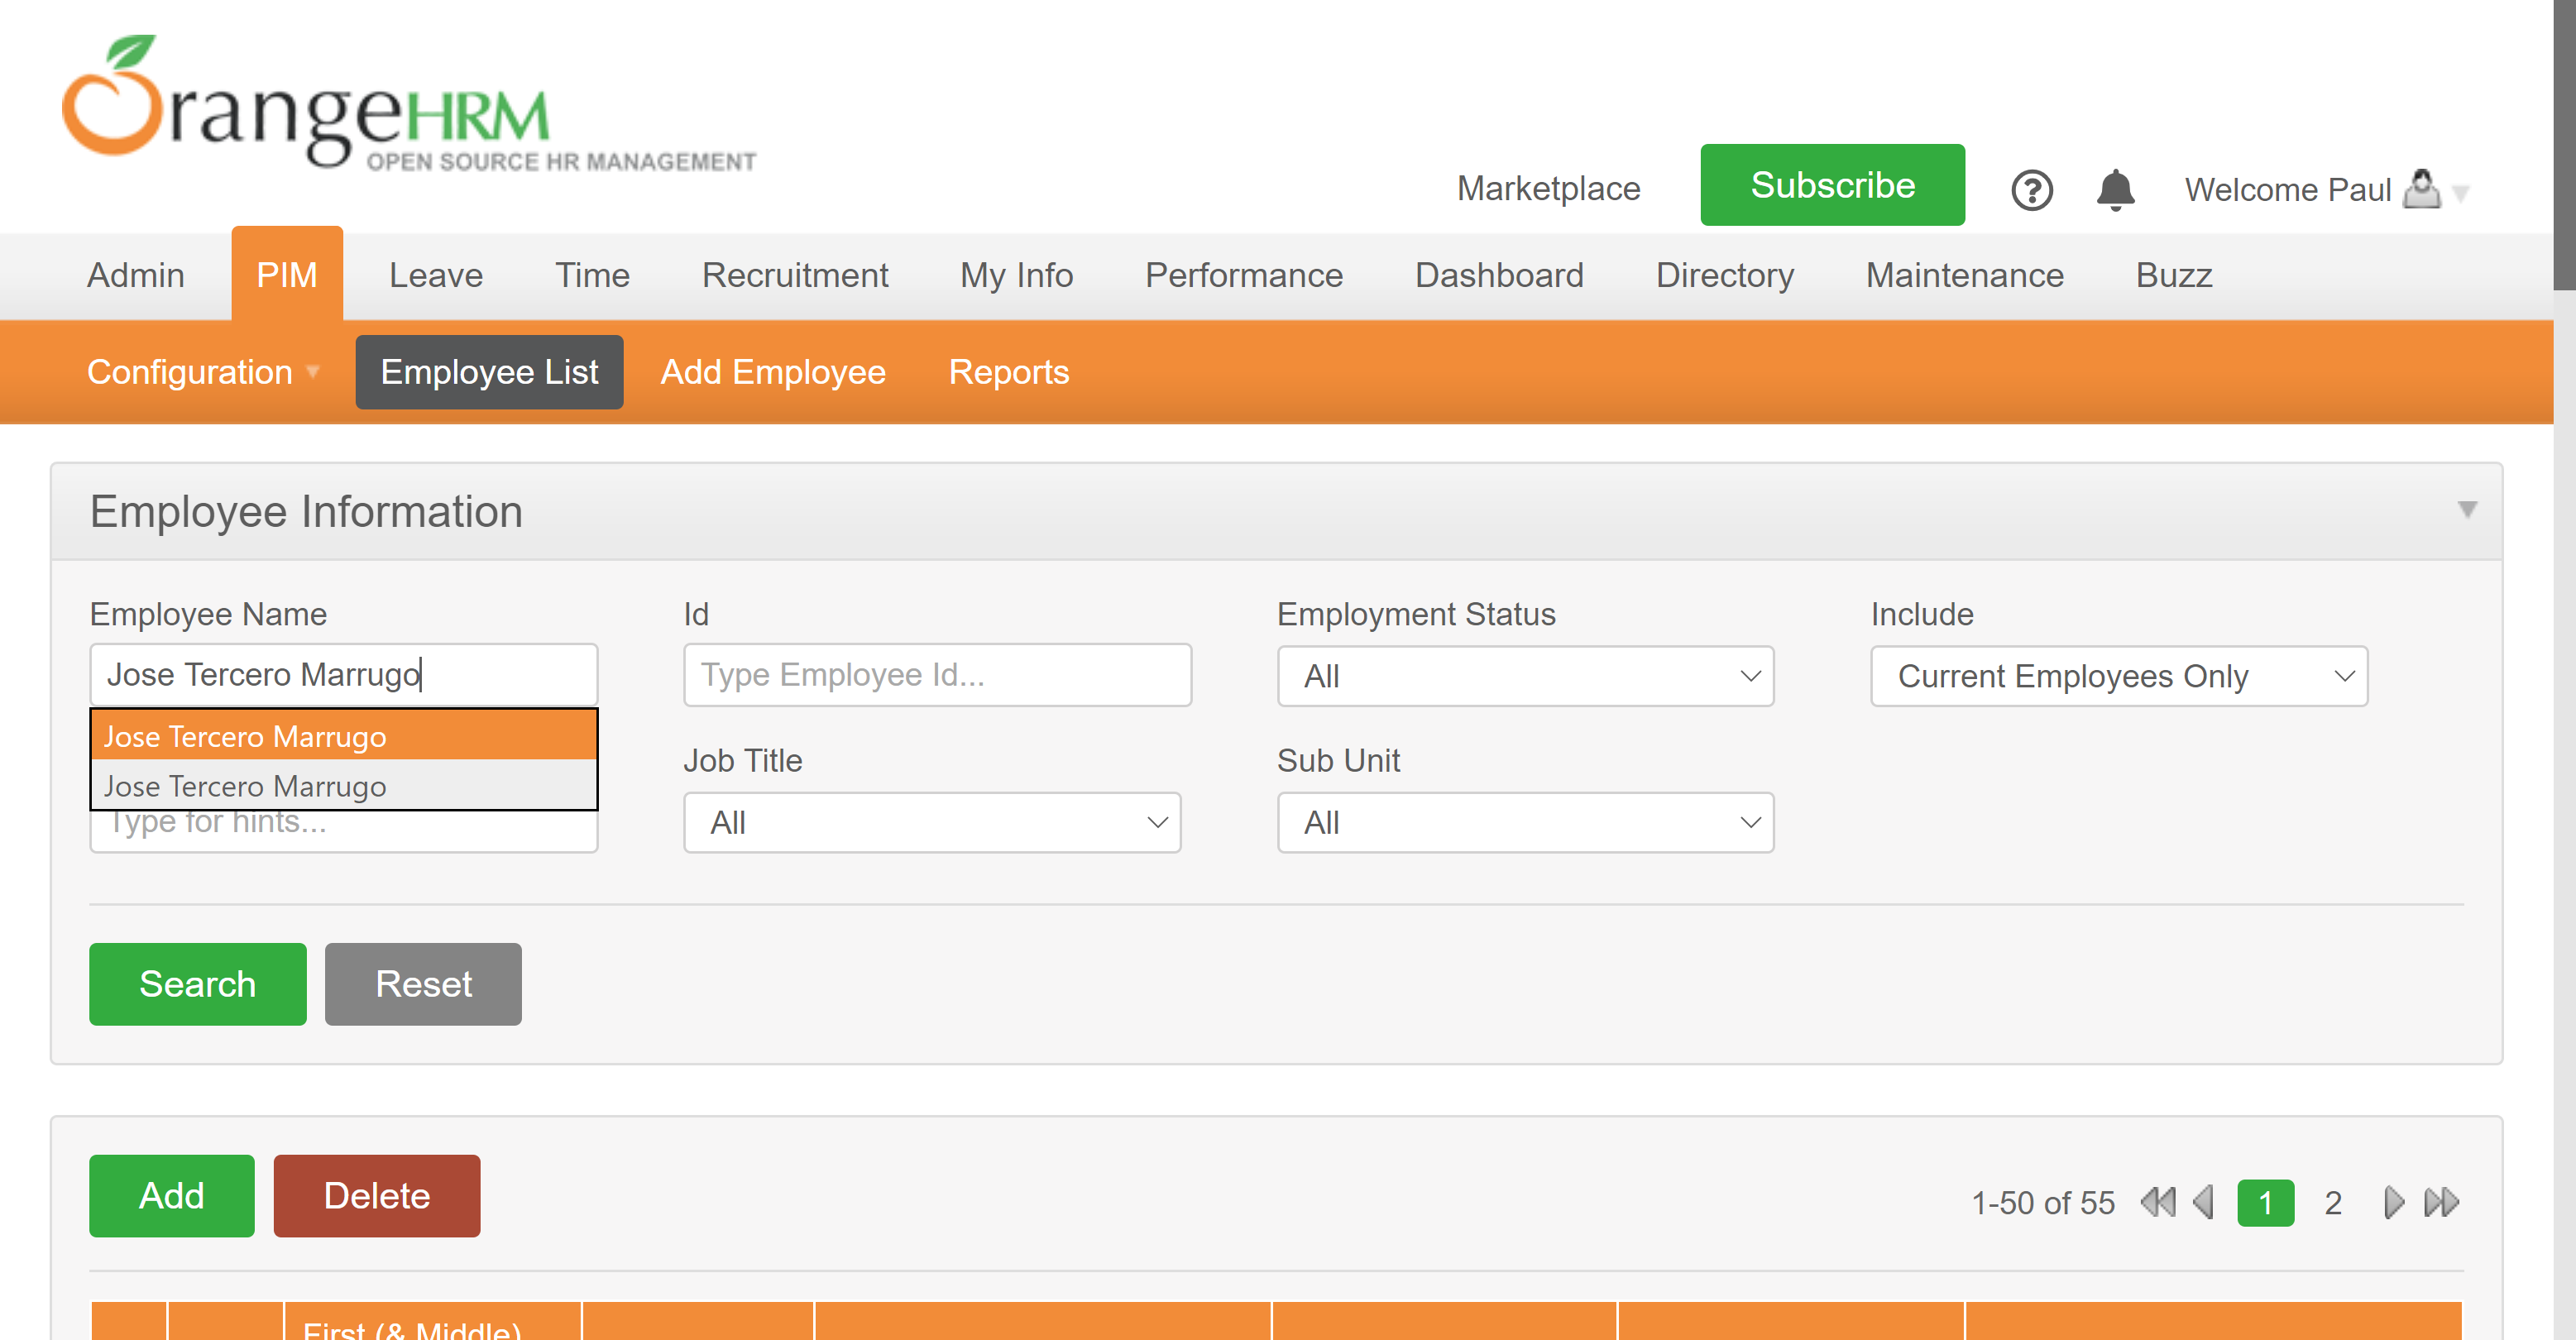 OrangeHRM
OPEN SOURCE HR MANAGEMENT
Marketplace
Subscribe
Welcome Paul
Admin
PIM
Leave
Time
Recruitment
My Info
Performance
Dashboard
Directory
Maintenance
Buzz
Configuration
Employee List
Add Employee
Reports
Employee Information
Employee Name
Id
Employment Status
Include
Jose Tercero Marrugo
Type Employee Id...
All
Current Employees Only
Jose Tercero Marrugo
Jose Tercero Marrugo
Job Title
Sub Unit
Type for hints...
All
All
Search
Reset
Add
Delete
1-50 of 55
1
2
First (& Middle)